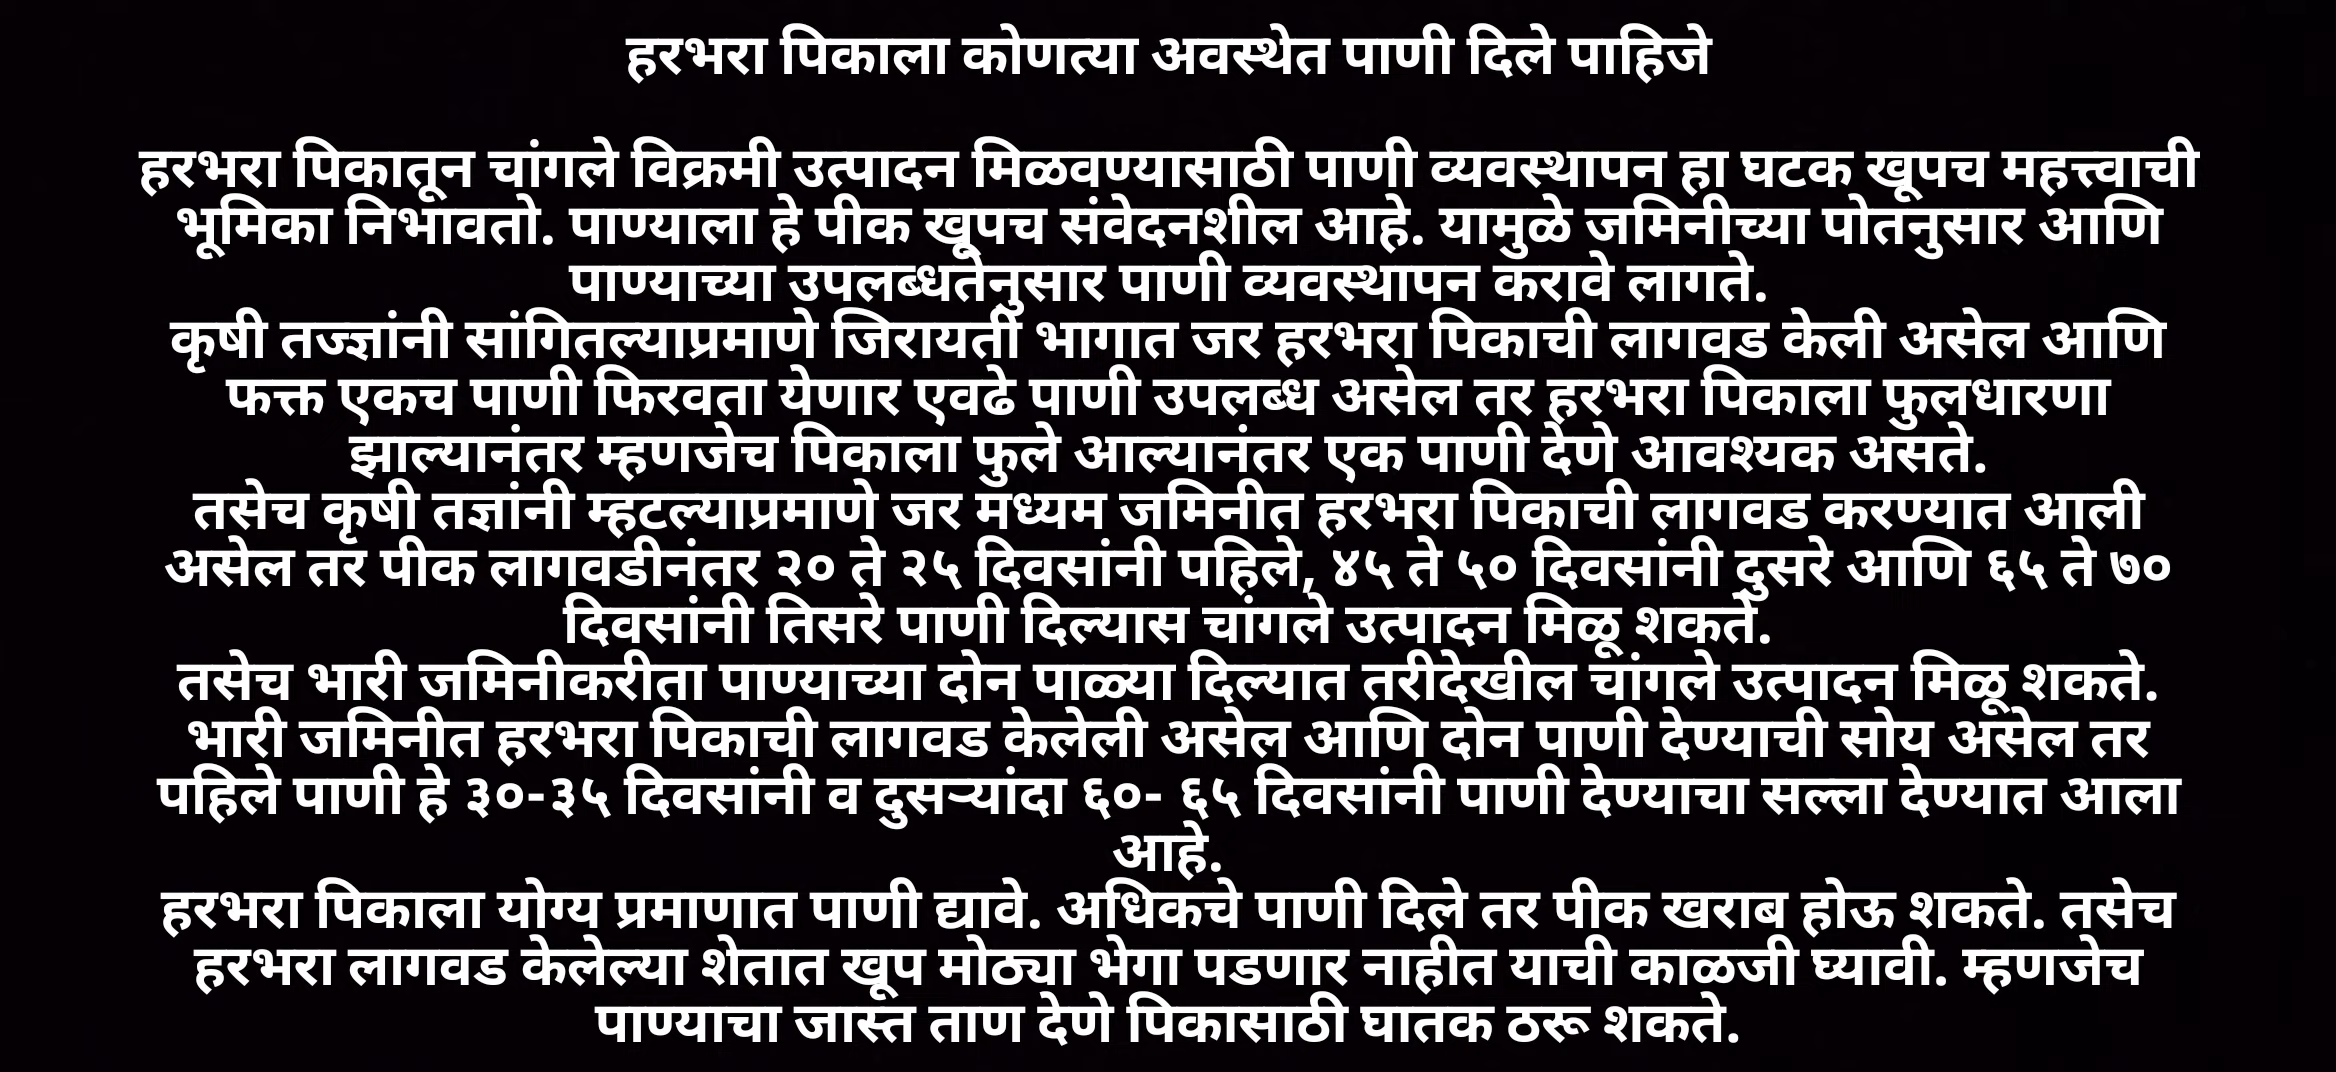 हरभरा पिकाला कोणत्या अवस्थेत पाणी दिले पाहिजे
हरभरा पिकातून चांगले विक्रमी उत्पादन मिळवण्यासाठी पाणी व्यवस्थापन हा घटक खूपच महत्त्वाची
भूमिका निभावतो. पाण्याला हे पीक खूपच संवेदनशील आहे. यामुळे जमिनीच्या पोतनुसार आणि
पाण्याच्या उपलब्धतेनुसार पाणी व्यवस्थापन करावे लागते.
कृषी तज्ज्ञांनी सांगितल्याप्रमाणे जिरायती भागात जर हरभरा पिकाची लागवड केली असेल आणि
फक्त एकच पाणी फिरवता येणार एवढे पाणी उपलब्ध असेल तर हरभरा पिकाला फुलधारणा
झाल्यानंतर म्हणजेच पिकाला फुले आल्यानंतर एक पाणी देणे आवश्यक असते.
तसेच कृषी तज्ञांनी म्हटल्याप्रमाणे जर मध्यम जमिनीत हरभरा पिकाची लागवड करण्यात आली
असेल तर पीक लागवडीनंतर २० ते २५ दिवसांनी पहिले, ४५ ते ५० दिवसांनी दुसरे आणि ६५ ते ७०
दिवसांनी तिसरे पाणी दिल्यास चांगले उत्पादन मिळू शकते.
तसेच भारी जमिनीकरीता पाण्याच्या दोन पाळ्या दिल्यात तरीदेखील चांगले उत्पादन मिळू शकते.
भारी जमिनीत हरभरा पिकाची लागवड केलेली असेल आणि दोन पाणी देण्याची सोय असेल तर
पहिले पाणी हे ३०-३५ दिवसांनी व दुसऱ्यांदा ६०- ६५ दिवसांनी पाणी देण्याचा सल्ला देण्यात आला
आहे.
हरभरा पिकाला योग्य प्रमाणात पाणी द्यावे. अधिकचे पाणी दिले तर पीक खराब होऊ शकते. तसेच
हरभरा लागवड केलेल्या शेतात खूप मोठ्या भेगा पडणार नाहीत याची काळजी घ्यावी. म्हणजेच
पाण्याचा जास्त ताण देणे पिकासाठी घातक ठरू शकते.